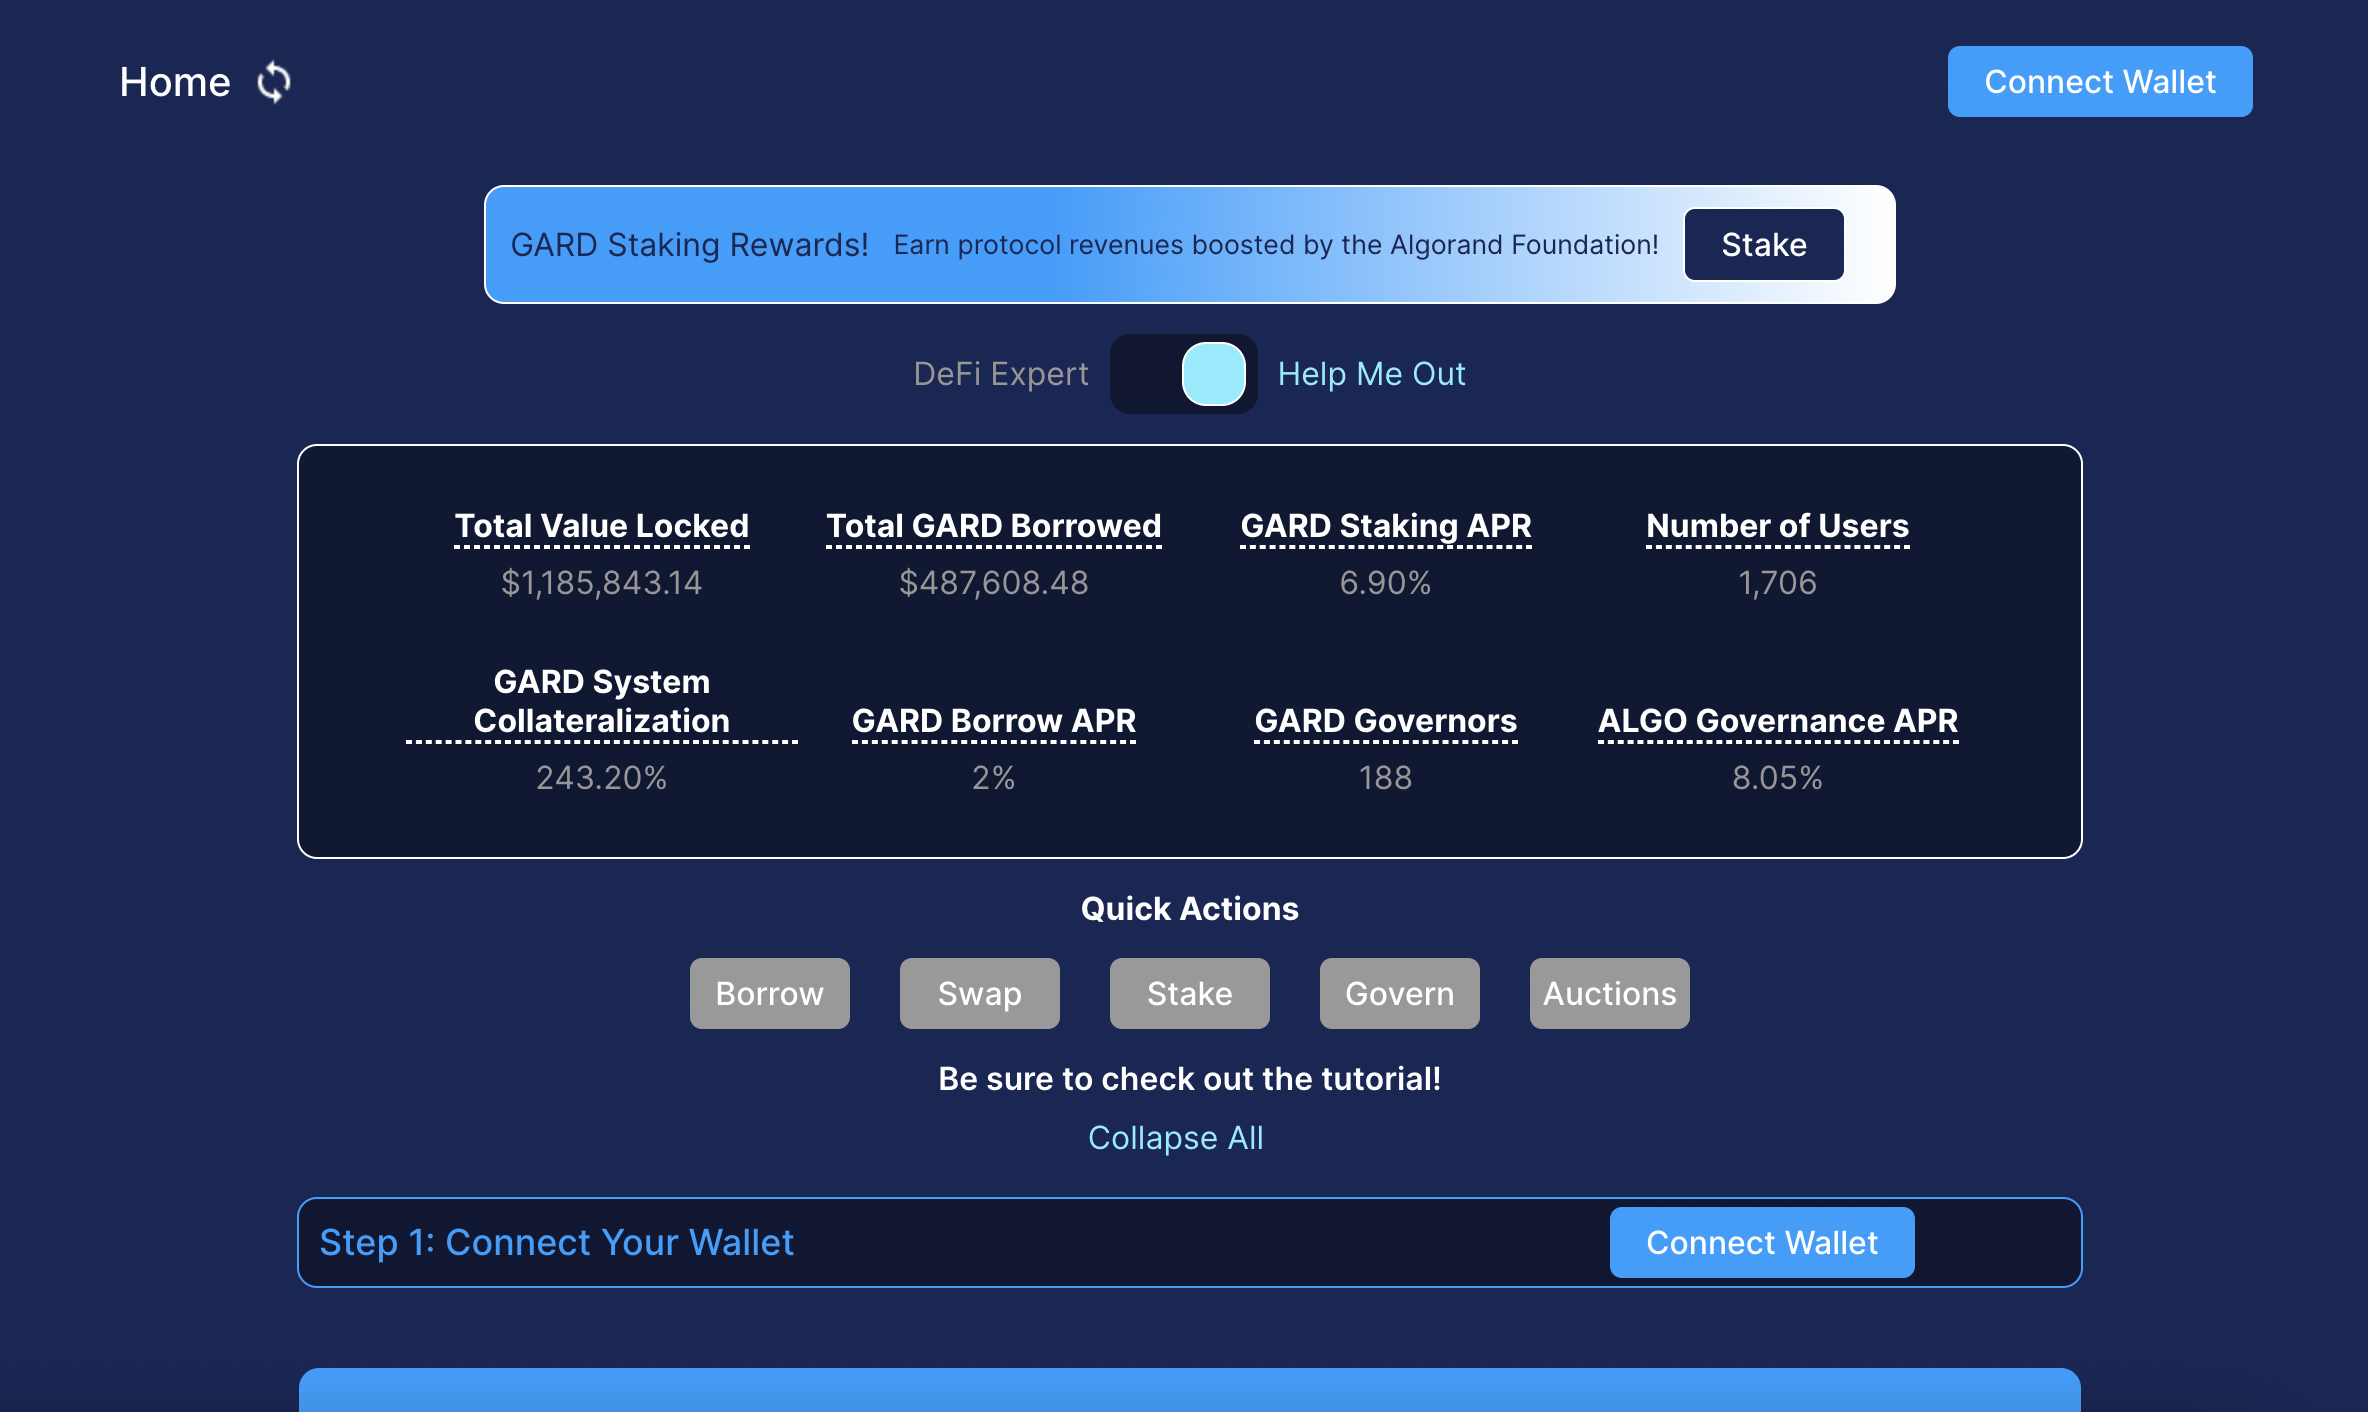 Home
Connect Wallet
GARD Staking Rewards! Earn protocol revenues boosted by the Algorand Foundation! Stake
DeFi Expert Help Me Out
Total Value Locked Total GARD Borrowed GARD Staking APR Number of Users
$1,185,843.14 $487,608.48 6.90% 1,706
GARD System
Collateralization GARD Borrow APR GARD Governors ALGO Governance APR
243.20% 2% 188 8.05%
Quick Actions
Borrow Swap Stake Govern Auctions
Be sure to check out the tutorial!
Collapse All
Step 1: Connect Your Wallet Connect Wallet